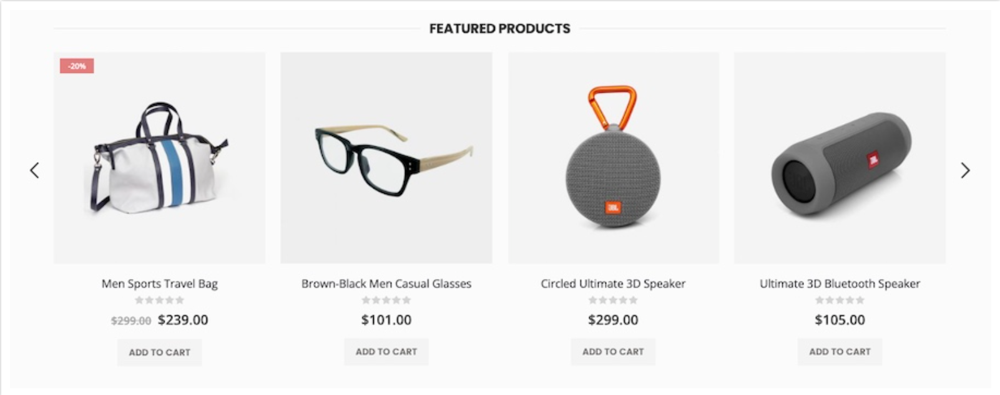 FEATURED PRODUCTS
-20%
JBL
JBL
Men Sports Travel Bag
Brown-Black Men Casual Glasses
Circled Ultimate 3D Speaker
Ultimate 3D Bluetooth Speaker
$299.00 $239.00
$101.00
$299.00
$105.00
ADD TO CART
ADD TO CART
ADD TO CART
ADD TO CART